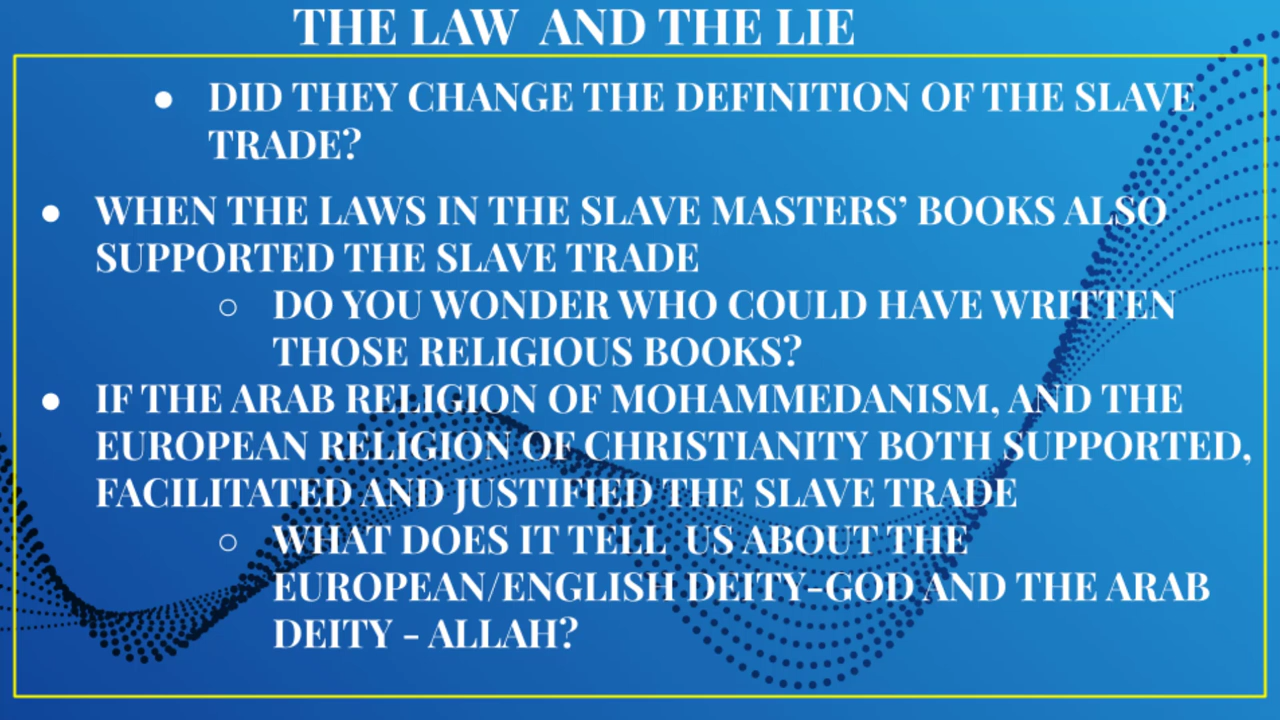 THE LAW AND THE LIE
● DID THEY CHANGE THE DEFINITION OF THE SLAVE
TRADE?
● WHEN THE LAWS IN THE SLAVE MASTERS’ BOOKS ALSO
SUPPORTED THE SLAVE TRADE
○ DO YOU WONDER WHO COULD HAVE WRITTEN
THOSE RELIGIOUS BOOKS?
● IF THE ARAB RELIGION OF MOHAMMEDANISM, AND THE
EUROPEAN RELIGION OF CHRISTIANITY BOTH SUPPORTED,
FACILITATED AND JUSTIFIED THE SLAVE TRADE
○ WHAT DOES IT TELL US ABOUT THE
EUROPEAN/ENGLISH DEITY-GOD AND THE ARAB
DEITY - ALLAH?